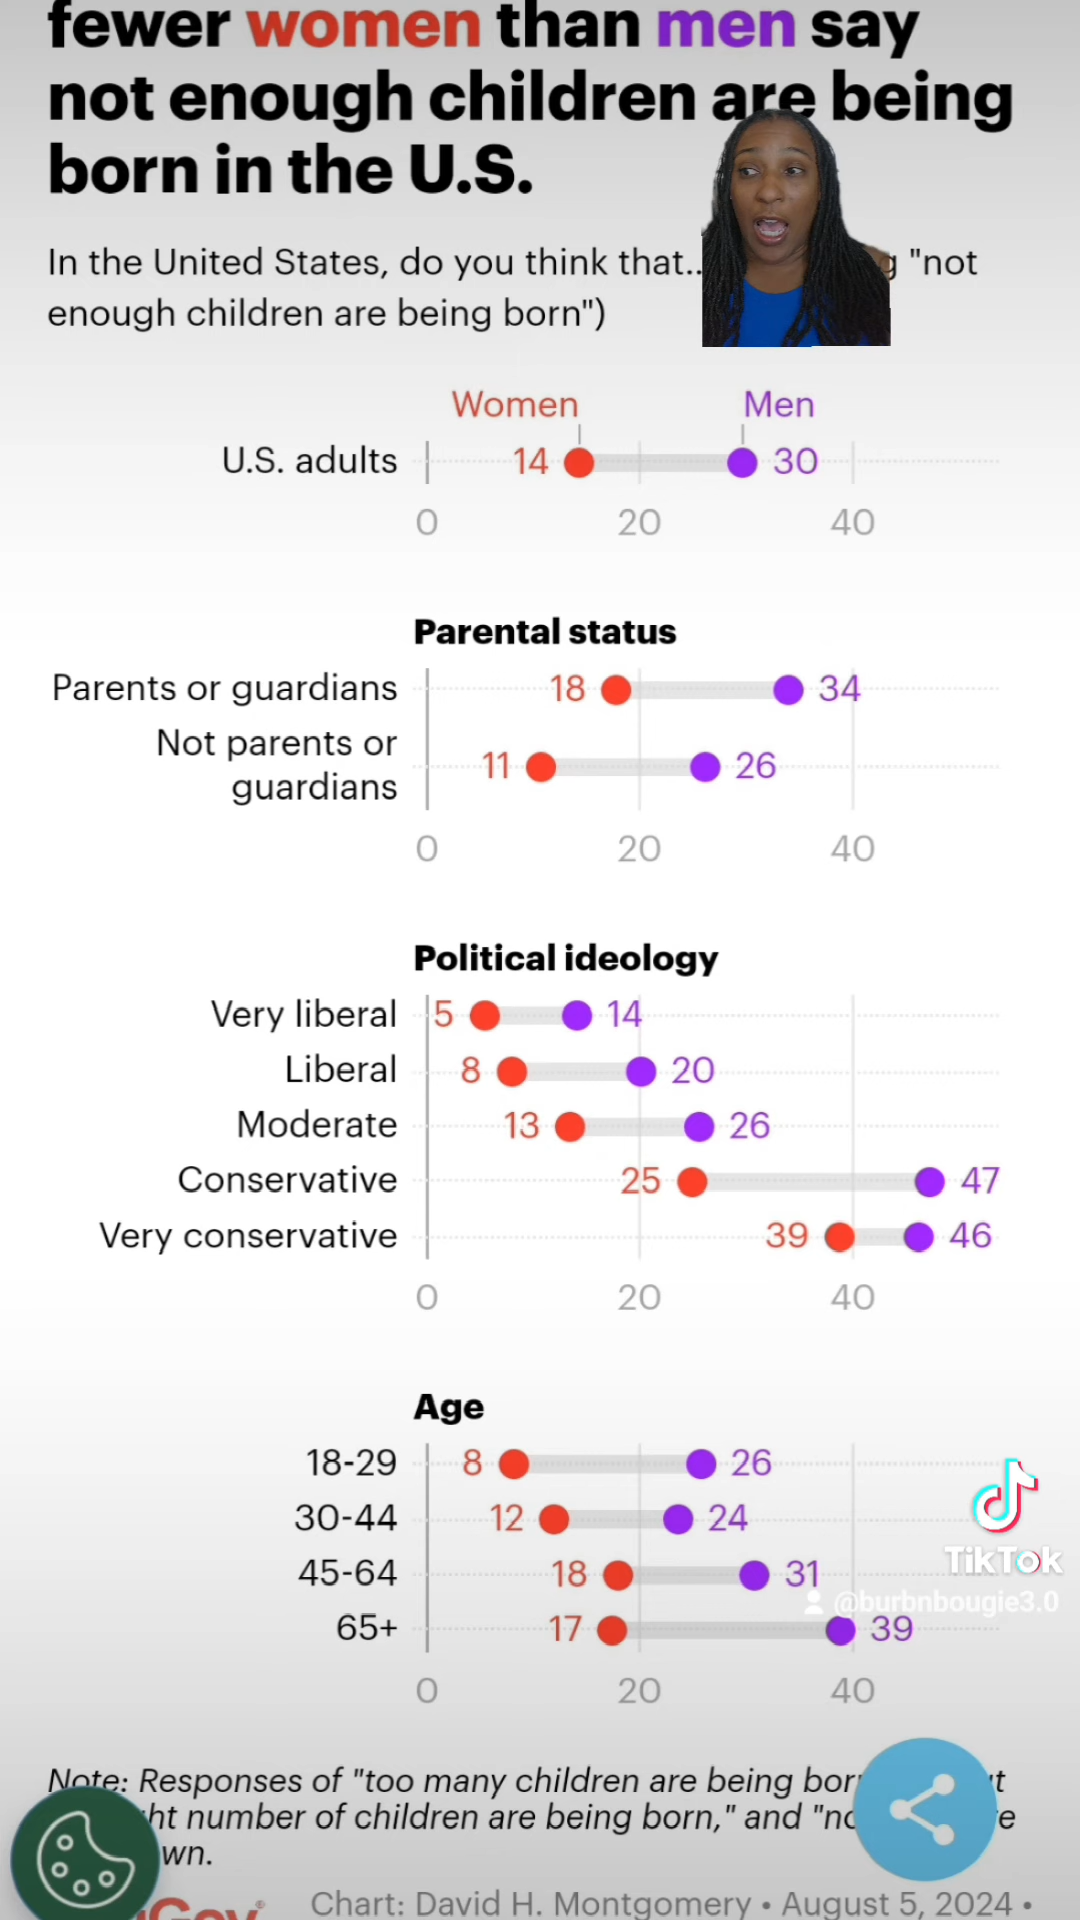 fewer women than men say
not enough children are being
born in the U.S.
In the United States, do you think that.. "not
enough children are being born")
Women Men
U.S. adults 14 30
0 20 40
Parental status
Parents or guardians 18 34
Not parents or
guardians 11 26
0 20 40
Political ideology
Very liberal 5 14
Liberal 8 20
Moderate 13 26
Conservative 25 47
Very conservative 39 46
0 20 40
Age
18-29 8 26
30-44 12 24
45-64 18 31
65+ 17 39
0 20 40
TikTok
@burbnbougie3.0
Note: Responses of "too many children are being
number of children are being born," and
Chart: David H. Montgomery • August 5, 2024 •